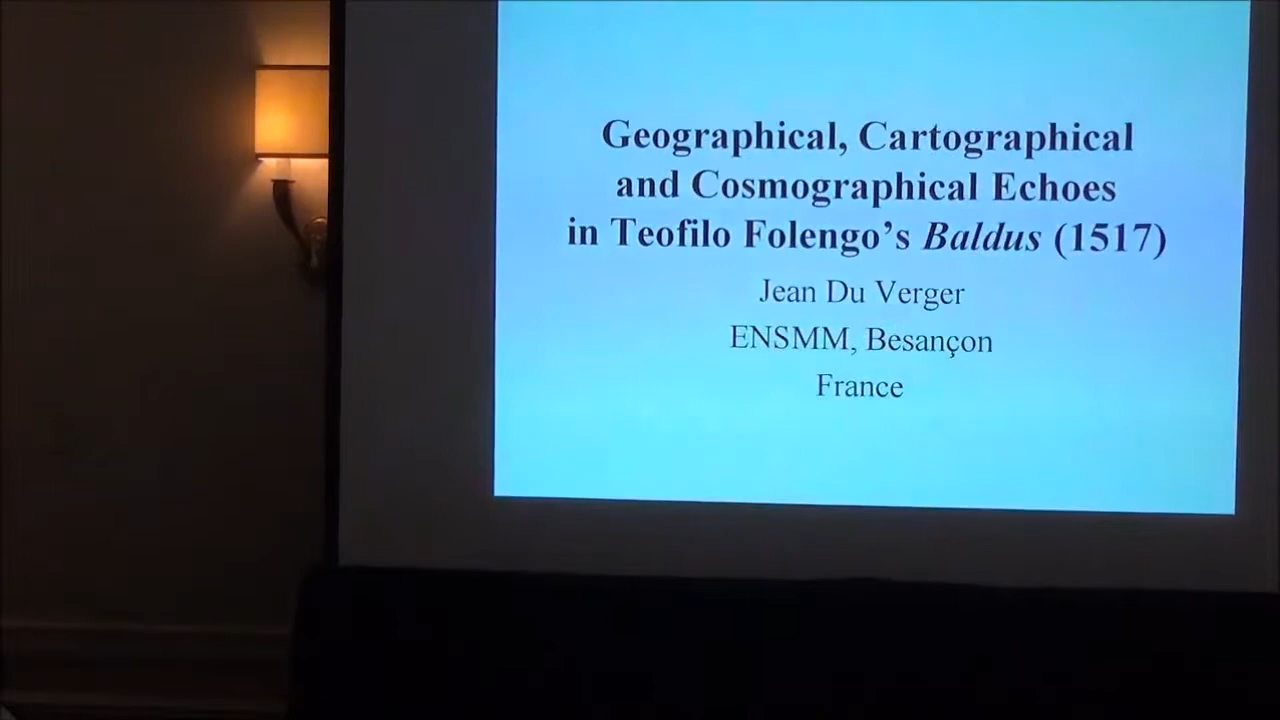 Geographical, Cartographical
and Cosmographical Echoes
in Teofilo Folengo’s Baldus (1517)
Jean Du Verger
ENSMM, Besançon
France